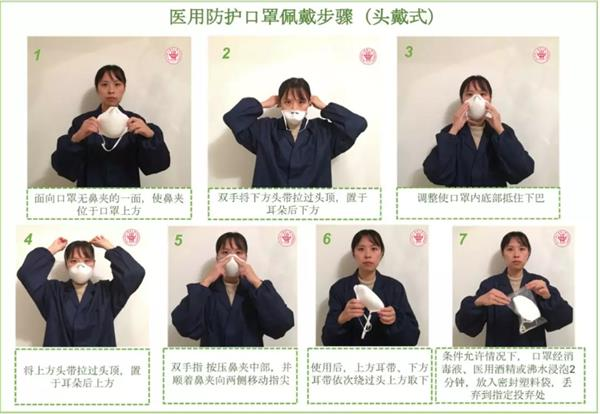 医用防护口罩佩戴步骤（头戴式）
1
2
3
面向口罩无鼻夹的一面，使鼻夹
位于口罩上方
双手将下方头带拉过头顶，置于
耳朵后下方
调整使口罩内底部抵住下巴
4
5
6
7
将上方头带拉过头顶，置
于耳朵后上方
双手指 按压鼻夹中部，并
顺着鼻夹向两侧移动指尖
使用后，上方耳带、下方
耳带依次绕过头上方取下
条件允许情况下， 口罩经消
毒液、医用酒精或沸水浸泡2
分钟，放入密封塑料袋，丢
弃到指定投弃处